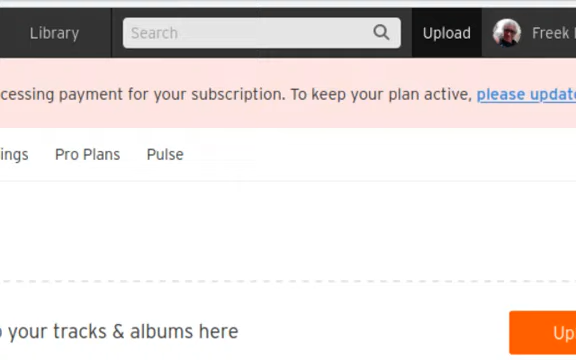 Library Search Upload Freek
cessing payment for your subscription. To keep your plan active, please update
ings Pro Plans Pulse
your tracks & albums here Up